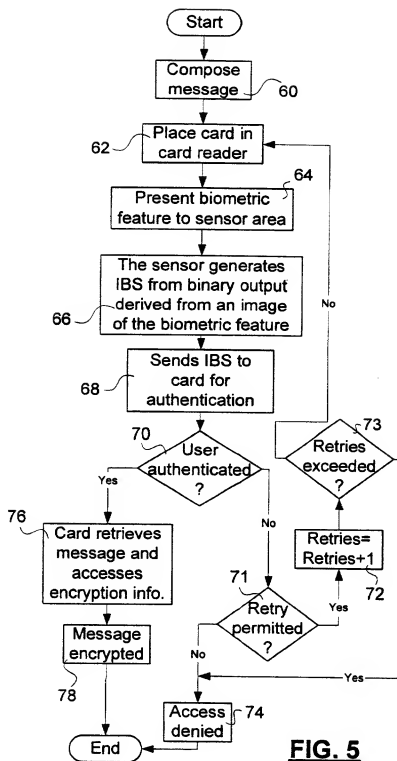 Start
Compose
message
60
Place card in
card reader
62
64
Present biometric
feature to sensor area
The sensor generates
IBS from binary output
derived from an image
of the biometric feature
66
No
Sends IBS to
card for
authentication
68
70
User
authenticated
?
73
Retries
exceeded
?
Yes
No
76
Card retrieves
message and
accesses
encryption info.
Retries=
Retries+1
72
71
Retry
permitted
?
Yes
Message
encrypted
78
No
Yes
Access
denied
74
End
FIG. 5